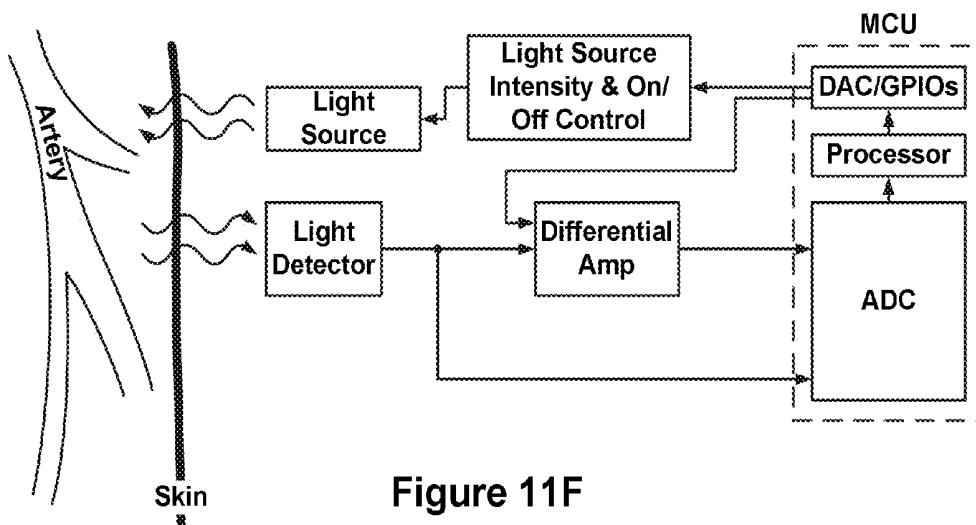 MCU
Light Source
Intensity & On/
Off Control
DAC/GPIOs
Light
Source
Artery
Processor
Light
Detector
Differential
Amp
ADC
Skin
Figure 11F